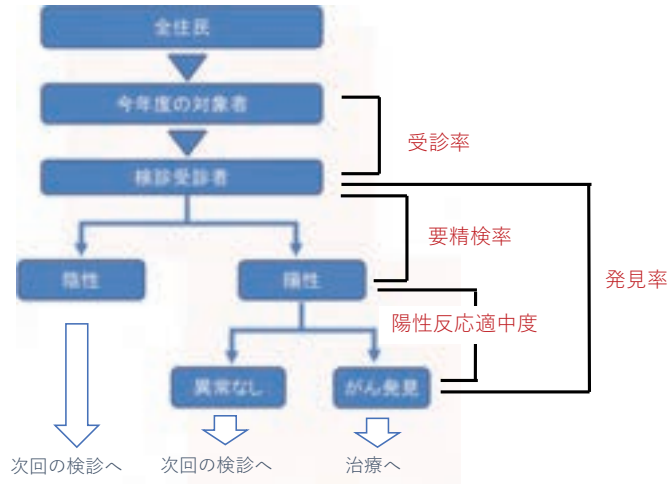 全住民
今年度の対象者
受診率
検診受診者
要精検率
発見率
陰性
陽性
陽性反応適中度
異常なし
がん発見
次回の検診へ
次回の検診へ
治療へ